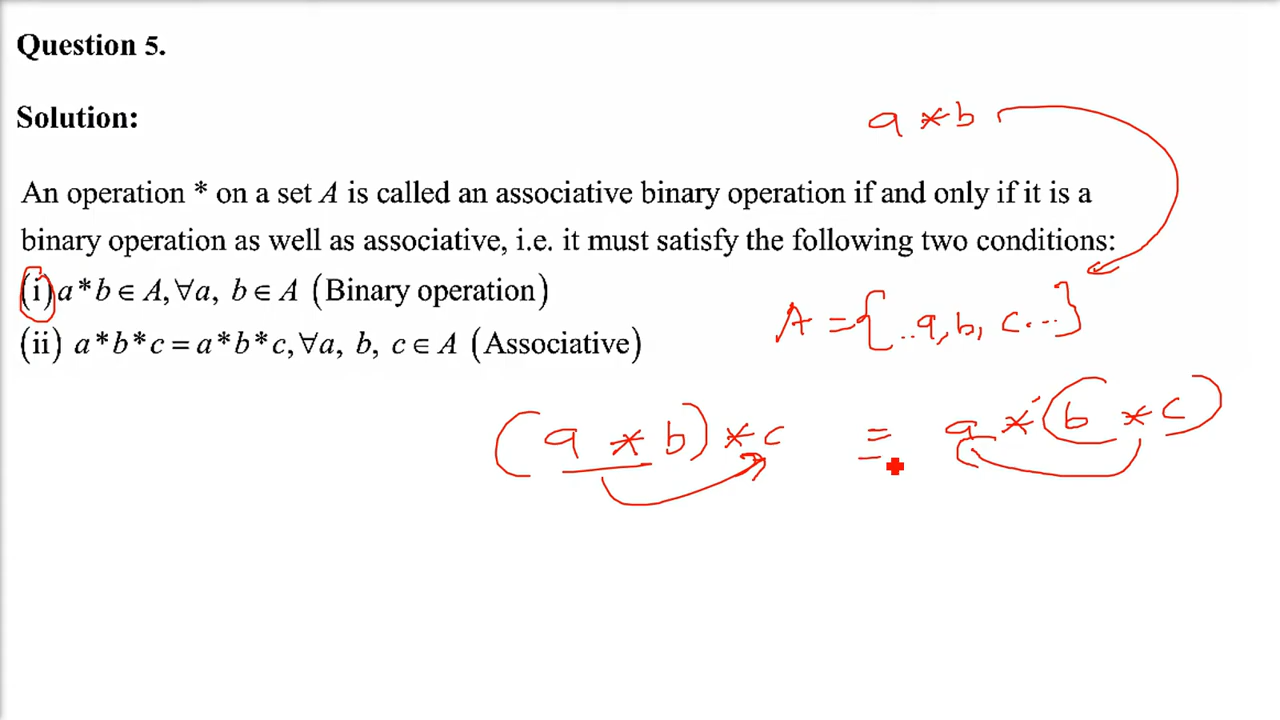 Question 5.
Solution:
a * b
An operation * on a set A is called an associative binary operation if and only if it is a
binary operation as well as associative, i.e. it must satisfy the following two conditions:
(i) a * b ∈ A, ∀a, b ∈ A (Binary operation)
A = {..a, b, c...}
(ii) a * b * c = a * b * c, ∀a, b, c ∈ A (Associative)
(a * b) * c = a * (b * c)